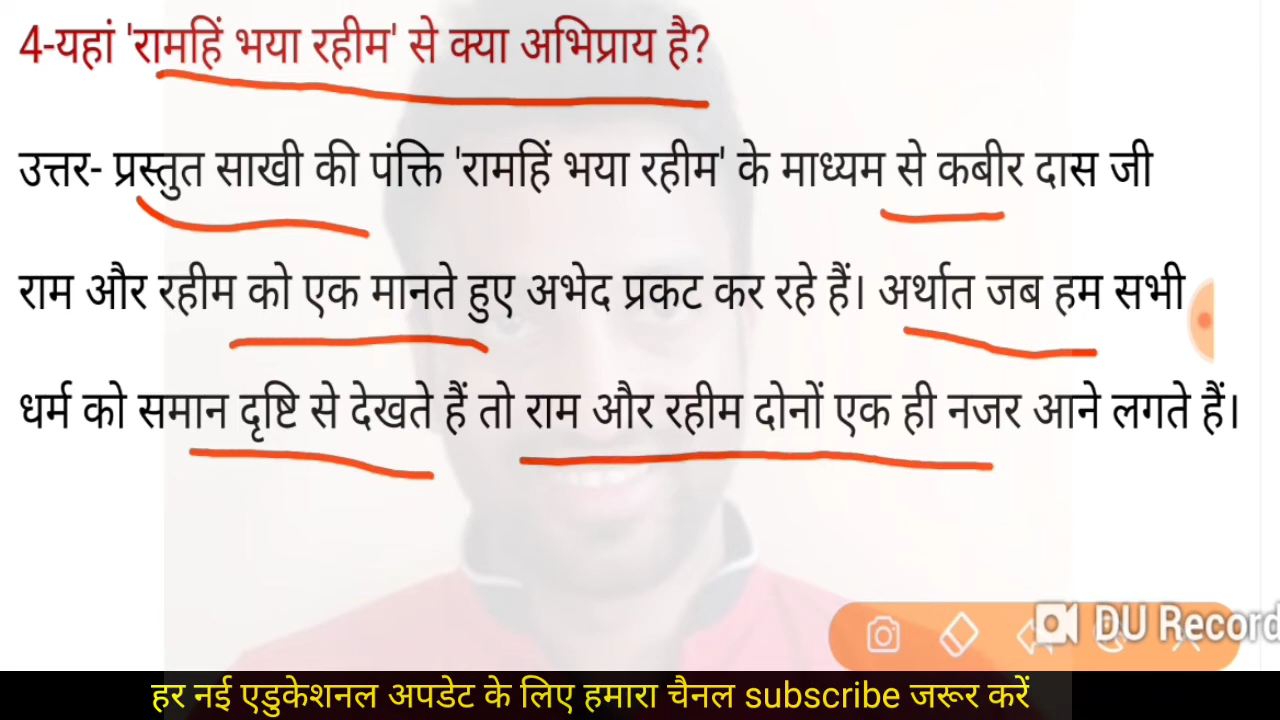 4-यहां 'रामहिं भया रहीम' से क्या अभिप्राय है?
उत्तर- प्रस्तुत साखी की पंक्ति 'रामहिं भया रहीम' के माध्यम से कबीर दास जी
राम और रहीम को एक मानते हुए अभेद प्रकट कर रहे हैं। अर्थात जब हम सभी
धर्म को समान दृष्टि से देखते हैं तो राम और रहीम दोनों एक ही नजर आने लगते हैं।
DU Record
हर नई एडुकेशनल अपडेट के लिए हमारा चैनल subscribe जरूर करें